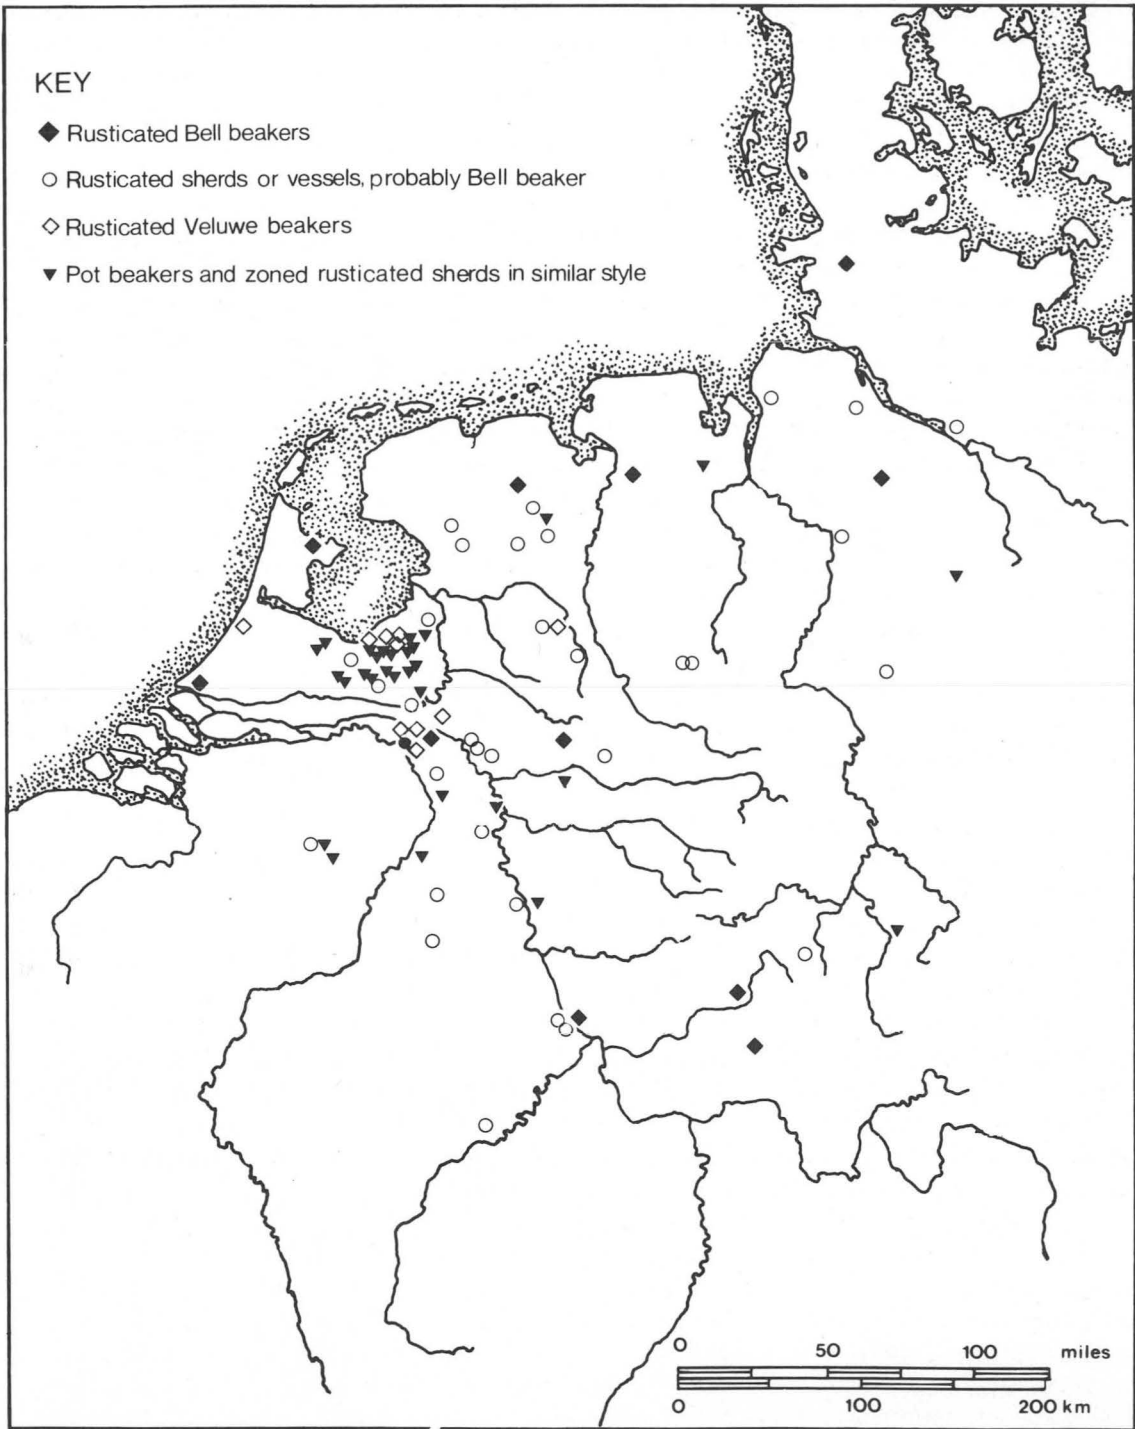 KEY
Rusticated Bell beakers
Rusticated sherds or vessels, probably Bell beaker
Rusticated Veluwe beakers
Pot beakers and zoned rusticated sherds in similar style
0 50 100 miles
0 100 200 km